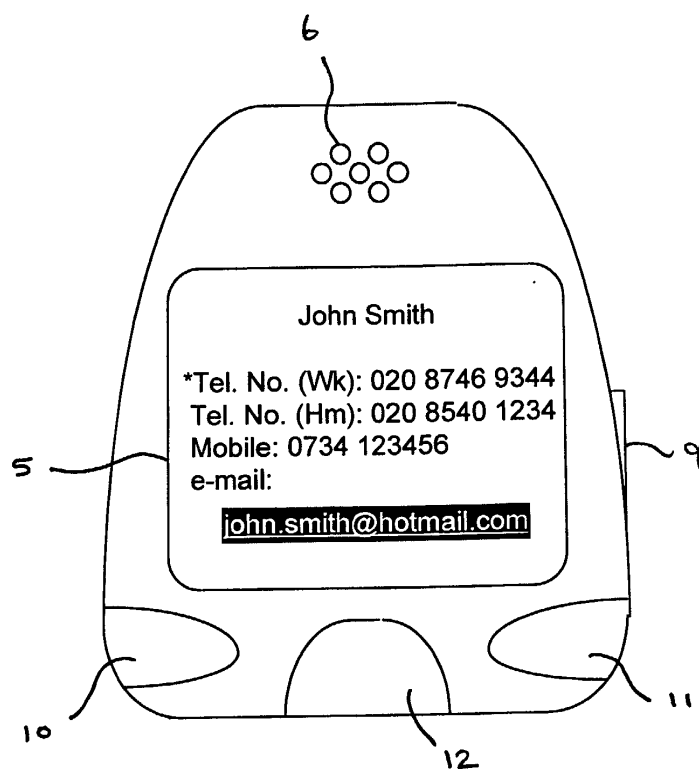 6
John Smith
*Tel. No. (Wk): 020 8746 9344
Tel. No. (Hm): 020 8540 1234
Mobile: 0734 123456
5
9
e-mail:
john.smith@hotmail.com
10
11
12